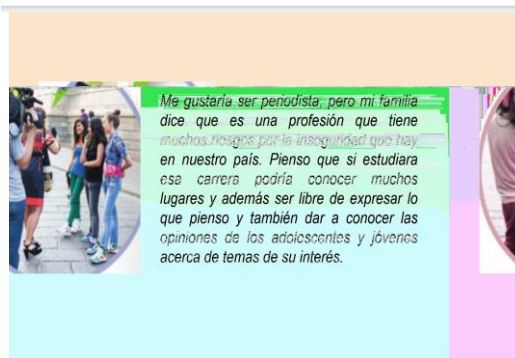 Me gustaría ser periodista, pero mi familia
dice que es una profesión que tiene
muchos riesgos por la inseguridad que hay
en nuestro país. Pienso que si estudiara
esa carrera podría conocer muchos
lugares y además ser libre de expresar lo
que pienso y también dar a conocer las
opiniones de los adolescentes y jóvenes
acerca de temas de su interés.